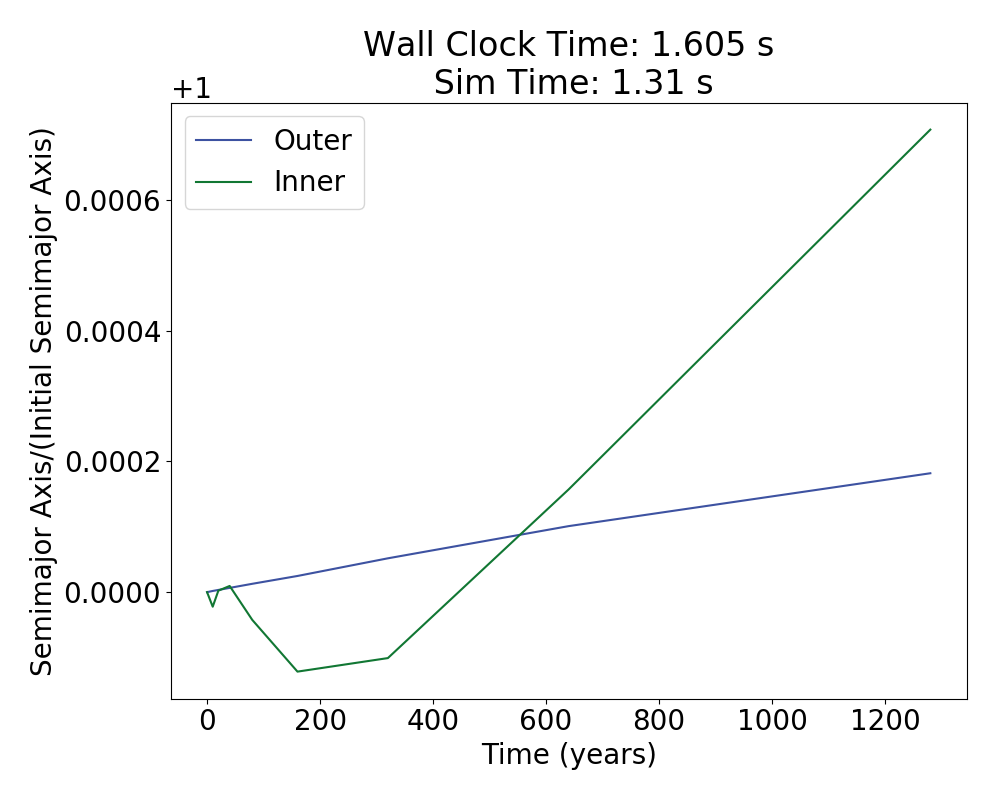 Wall Clock Time: 1.605 s
Sim Time: 1.31 s
+1
Outer
Inner
Semimajor Axis/(Initial Semimajor Axis)
0.0006
0.0004
0.0002
0.0000
0 200 400 600 800 1000 1200
Time (years)